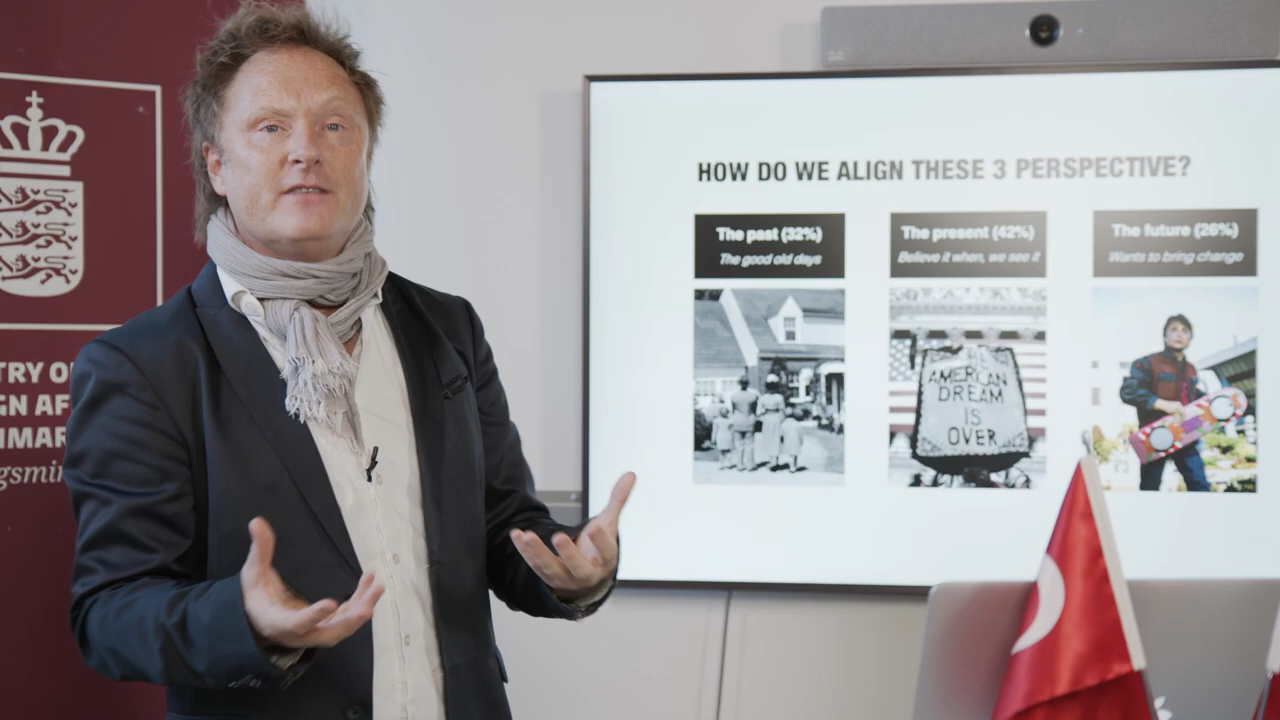 TRY O
GN AF
NMAR
gsmin
HOW DO WE ALIGN THESE 3 PERSPECTIVE?
The past (32%)
The good old days
The present (42%)
Believe it when, we see it
The future (26%)
Wants to bring change
AMERICAN
DREAM
IS
OVER